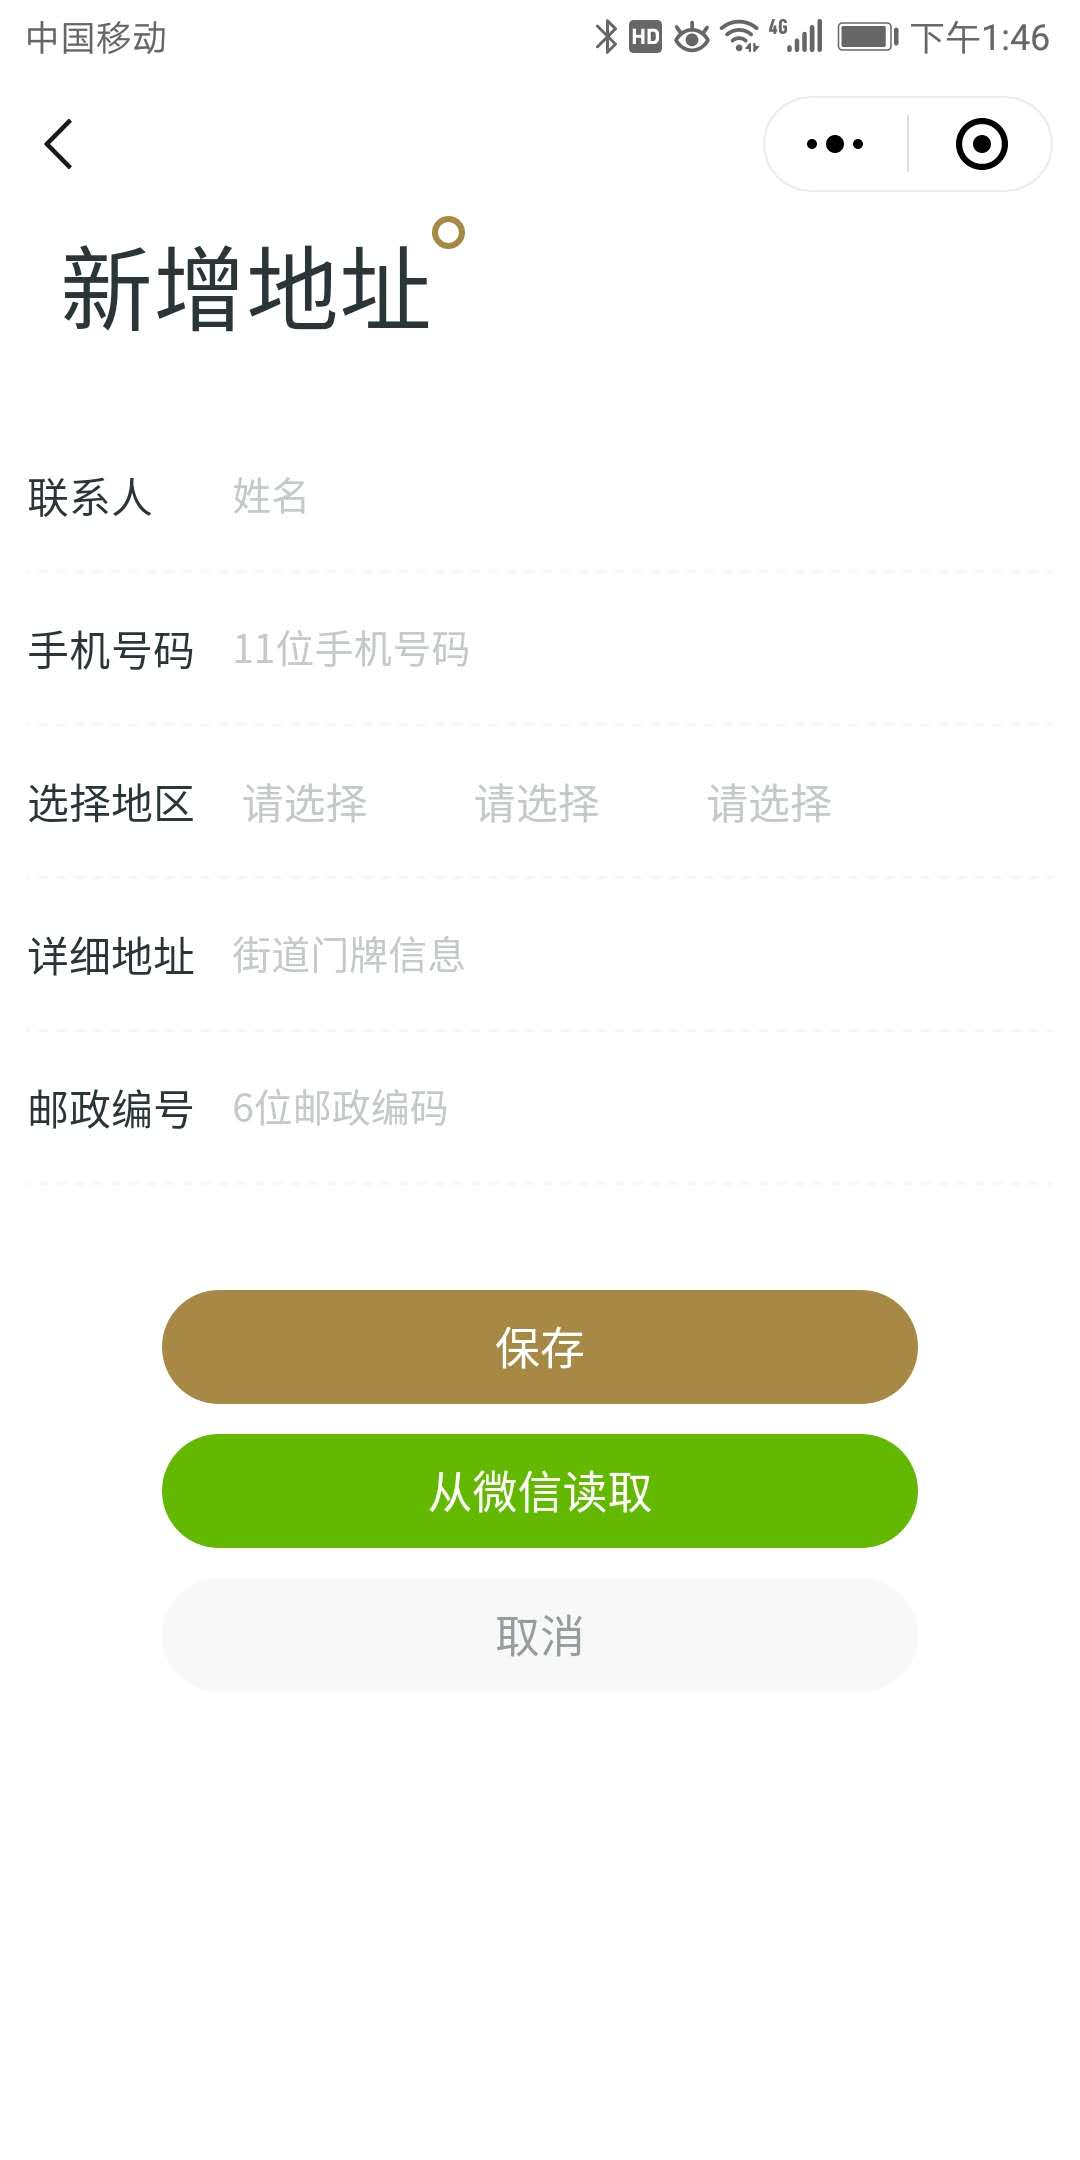 中国移动 HD 4G 下午1:46
新增地址
联系人 姓名
手机号码 11位手机号码
选择地区 请选择 请选择 请选择
详细地址 街道门牌信息
邮政编号 6位邮政编码
保存
从微信读取
取消